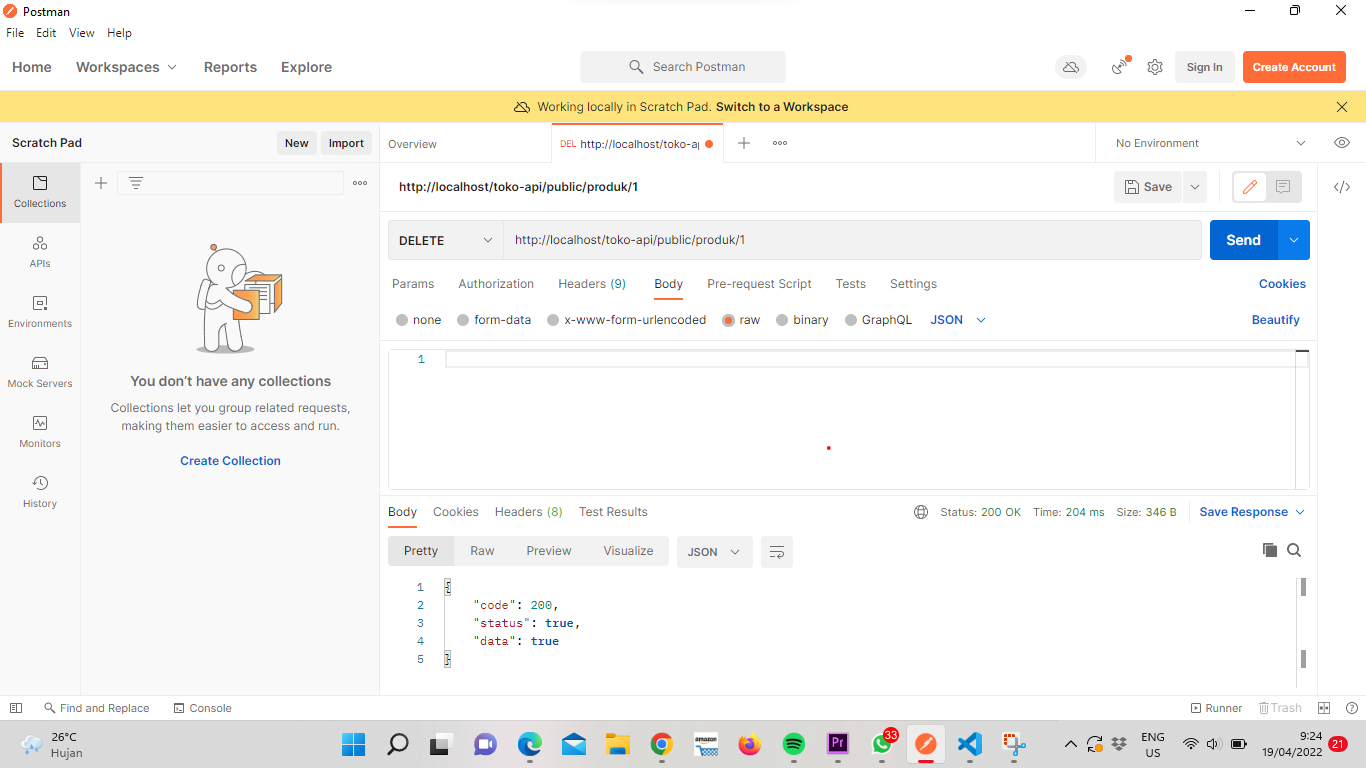 Postman
File Edit View Help
Home Workspaces Reports Explore Search Postman Sign In Create Account
Working locally in Scratch Pad. Switch to a Workspace
Scratch Pad New Import Overview DEL http://localhost/toko-a No Environment
http://localhost/toko-api/public/produk/1 Save
Collections
DELETE http://localhost/toko-api/public/produk/1 Send
APIs
Params Authorization Headers (9) Body Pre-request Script Tests Settings Cookies
Environments
none form-data x-www-form-urlencoded raw binary GraphQL JSON Beautify
1
Mock Servers
You don't have any collections
Collections let you group related requests,
making them easier to access and run.
Monitors
Create Collection
History
Body Cookies Headers (8) Test Results Status: 200 OK Time: 204 ms Size: 346 B Save Response
Pretty Raw Preview Visualize JSON
1 {
2 "code": 200,
3 "status": true,
4 "data": true
5 }
Find and Replace Console Runner Trash
26°C
Hujan
amazon
Pr
33
ENG
US
9:24
19/04/2022
21